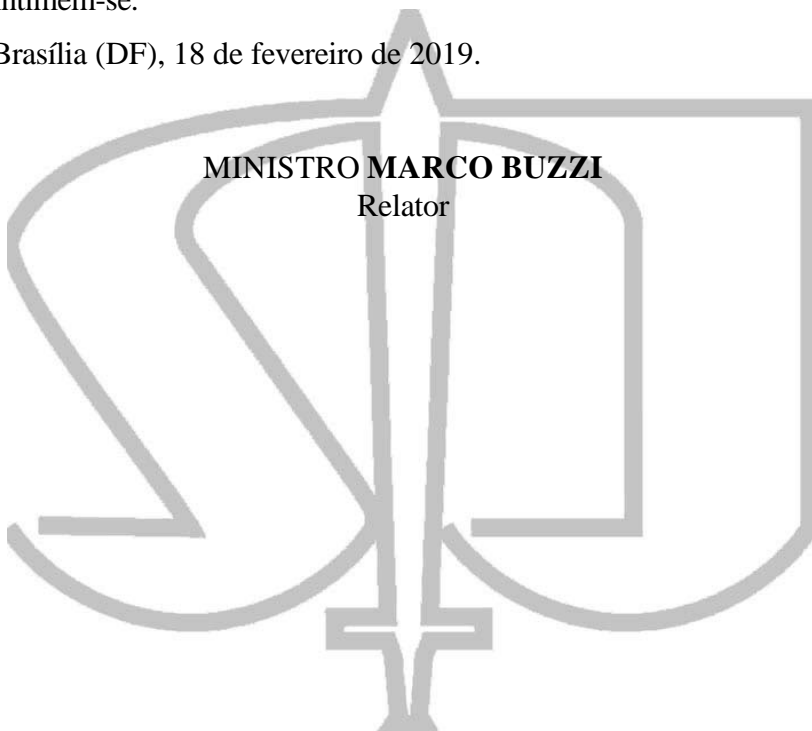 ntimem-se.
Brasília (DF), 18 de fevereiro de 2019.
MINISTRO MARCO BUZZI
Relator